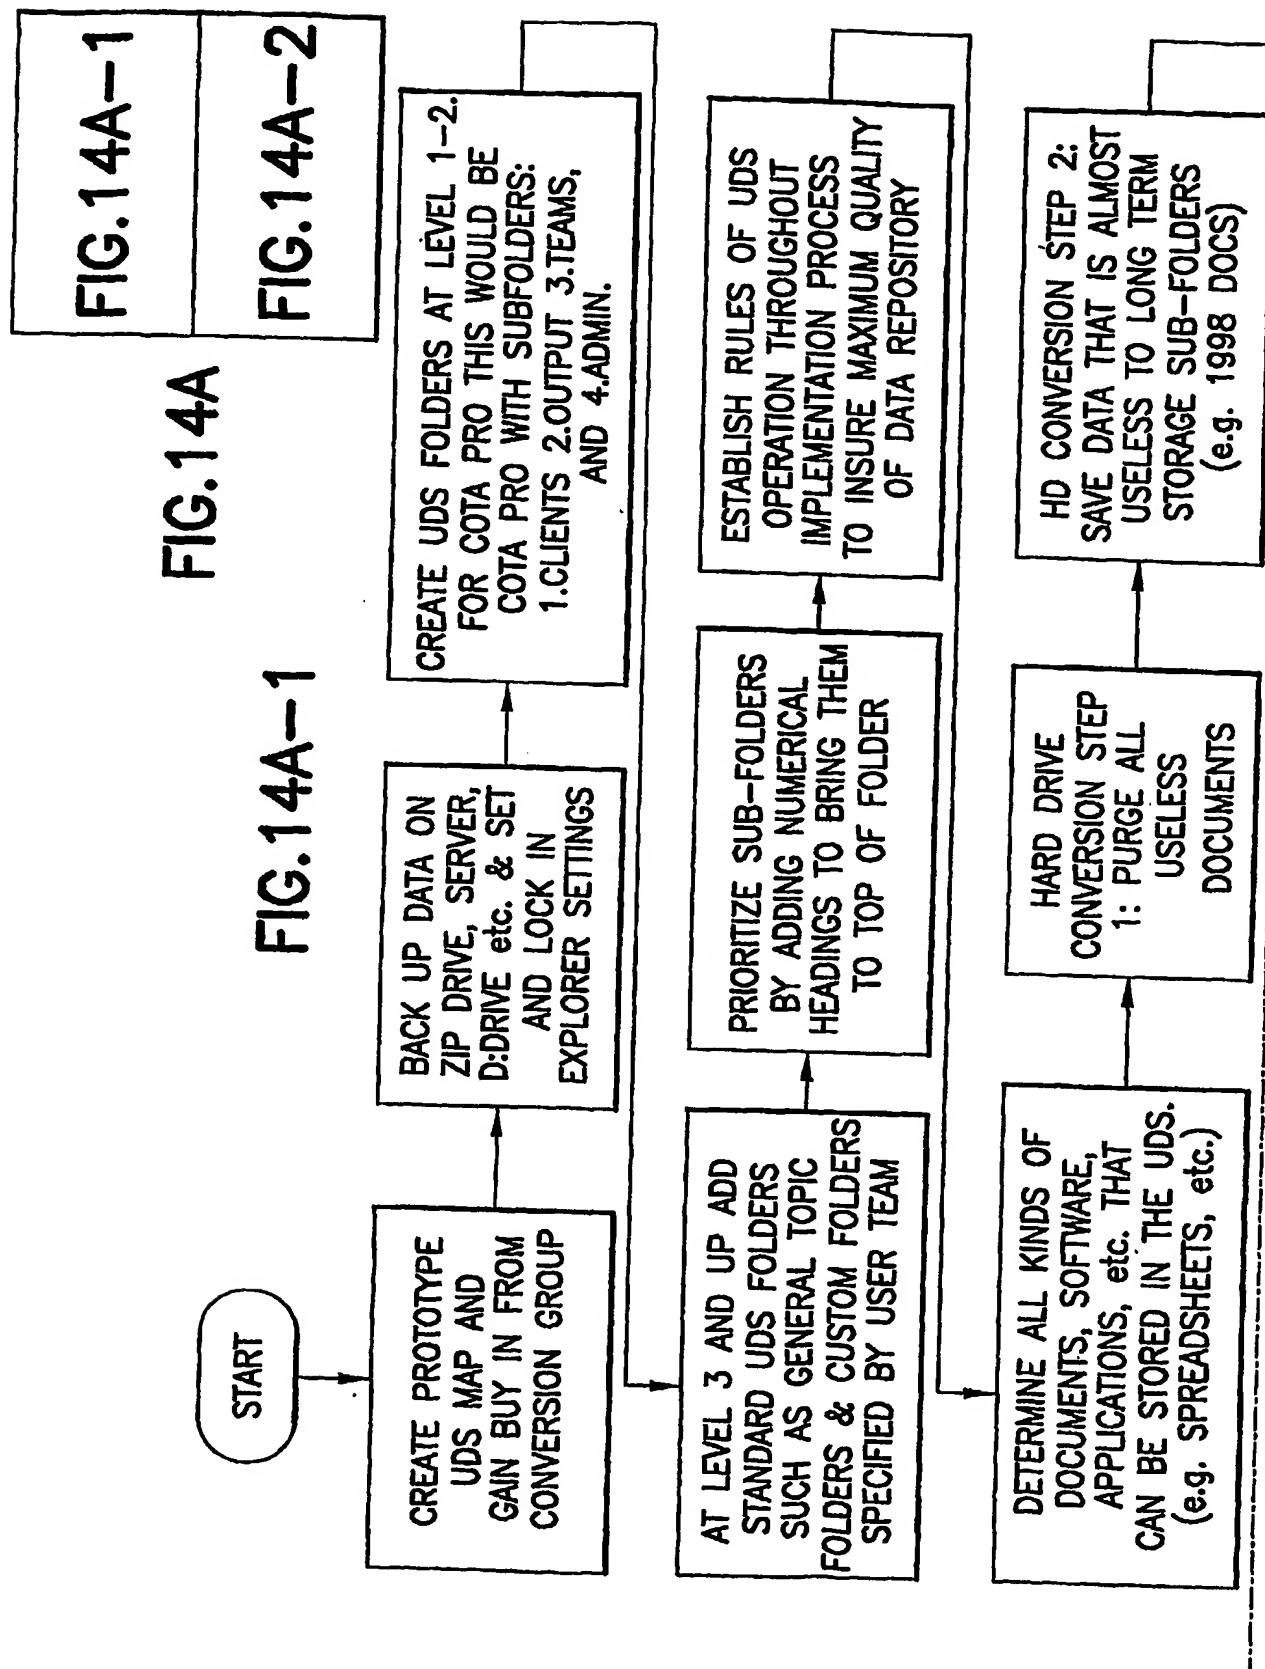 FIG.14A-1
FIG.14A-2
FIG.14A
FIG.14A-1
START
CREATE PROTOTYPE
UDS MAP AND
GAIN BUY IN FROM
CONVERSION GROUP
BACK UP DATA ON
ZIP DRIVE, SERVER,
D:DRIVE etc. & SET
AND LOCK IN
EXPLORER SETTINGS
CREATE UDS FOLDERS AT LEVEL 1-2.
FOR COTA PRO THIS WOULD BE
COTA PRO WITH SUBFOLDERS:
1.CLIENTS 2.OUTPUT 3.TEAMS,
AND 4.ADMIN.
AT LEVEL 3 AND UP ADD
STANDARD UDS FOLDERS
SUCH AS GENERAL TOPIC
FOLDERS & CUSTOM FOLDERS
SPECIFIED BY USER TEAM
PRIORITIZE SUB-FOLDERS
BY ADDING NUMERICAL
HEADINGS TO BRING THEM
TO TOP OF FOLDER
ESTABLISH RULES OF UDS
OPERATION THROUGHOUT
IMPLEMENTATION PROCESS
TO INSURE MAXIMUM QUALITY
OF DATA REPOSITORY
DETERMINE ALL KINDS OF
DOCUMENTS, SOFTWARE,
APPLICATIONS, etc. THAT
CAN BE STORED IN THE UDS.
(e.g. SPREADSHEETS, etc.)
HARD DRIVE
CONVERSION STEP
1: PURGE ALL
USELESS
DOCUMENTS
HD CONVERSION STEP 2:
SAVE DATA THAT IS ALMOST
USELESS TO LONG TERM
STORAGE SUB-FOLDERS
(e.g. 1998 DOCS)